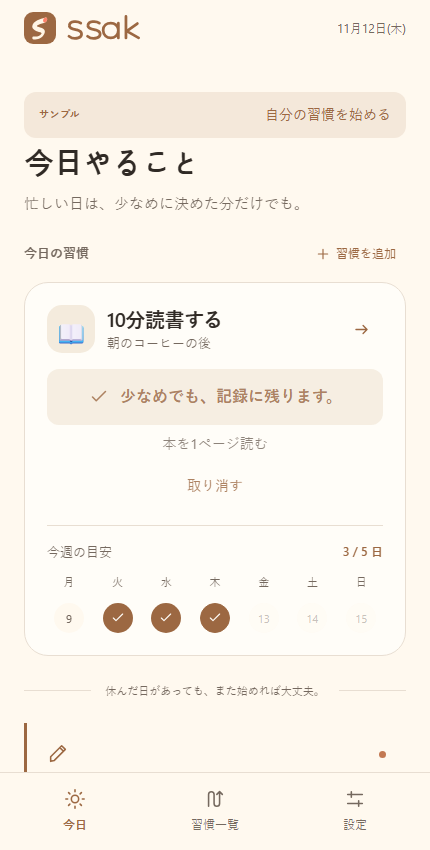 ssak
11月12日(木)
サンプル
自分の習慣を始める
今日やること
忙しい日は、少なめに決めた分だけでも。
今日の習慣
習慣を追加
10分読書する
朝のコーヒーの後
少なめでも、記録に残ります。
本を1ページ読む
取り消す
今週の目安
3 / 5 日
月 火 水 木 金 土 日
9 13 14 15
休んだ日があっても、また始めれば大丈夫。
今日 習慣一覧 設定